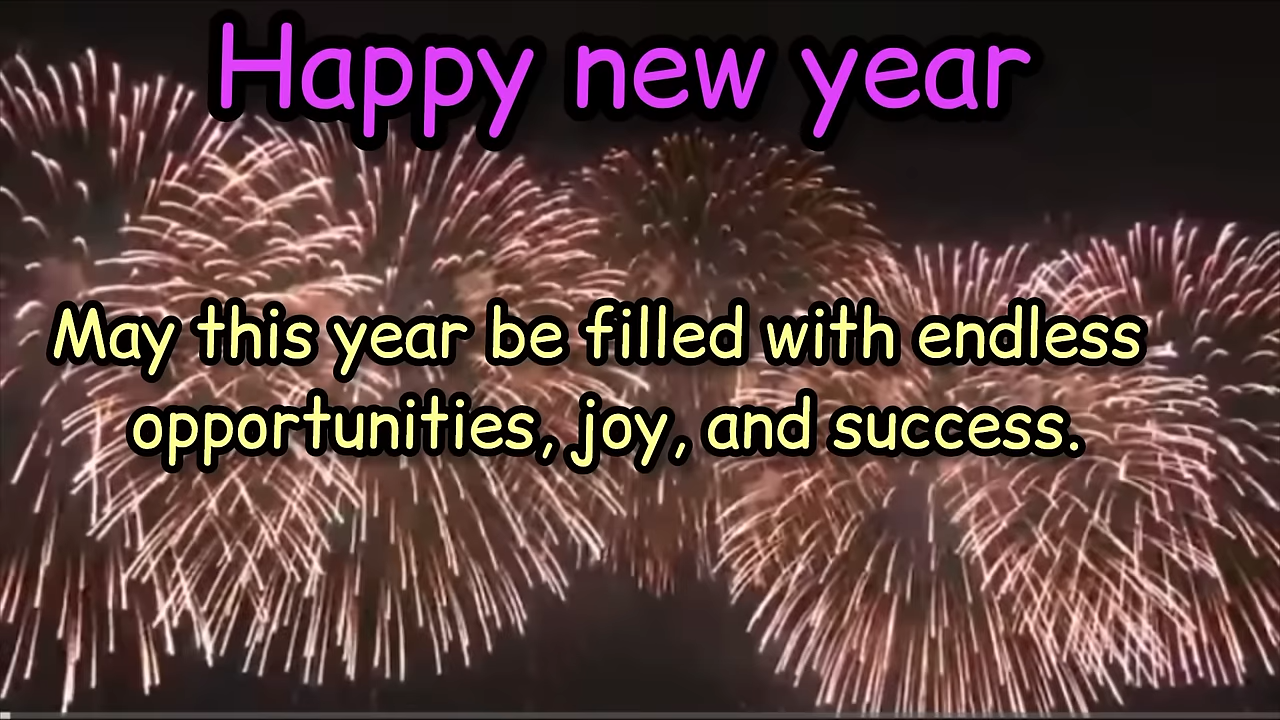 Happy new year
May this year be filled with endless
opportunities, joy, and success.